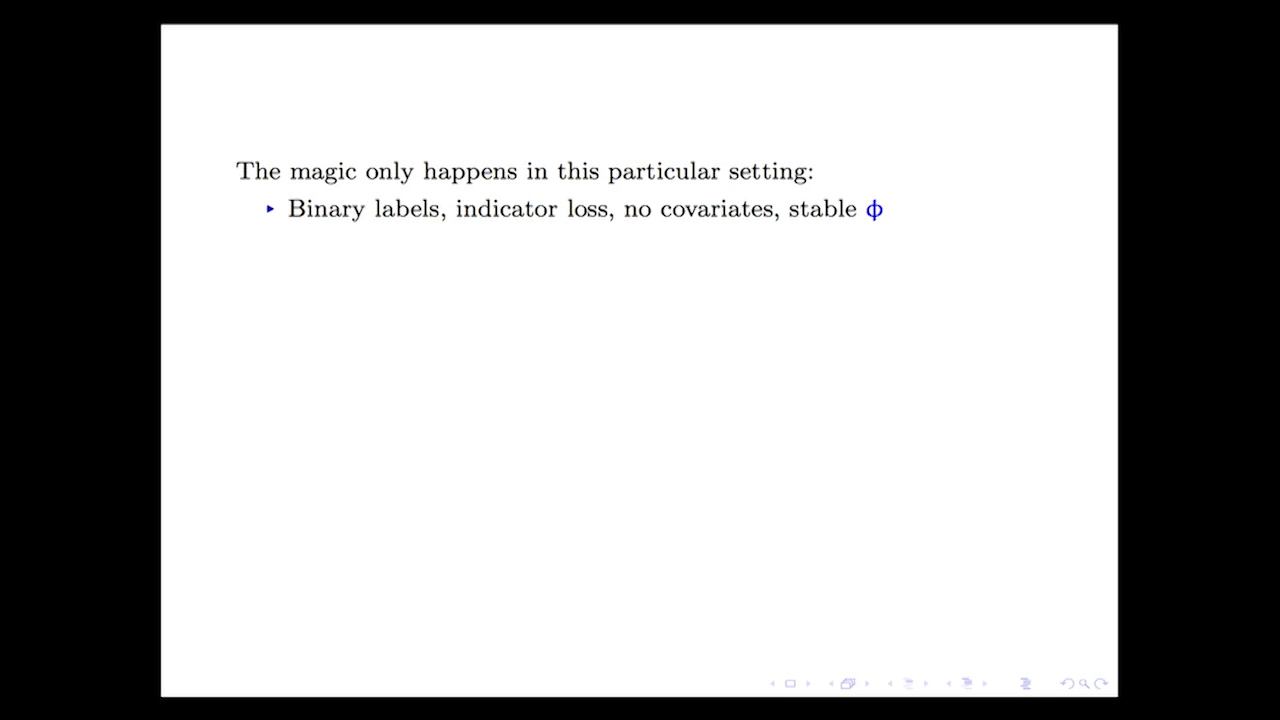 The magic only happens in this particular setting:
▸ Binary labels, indicator loss, no covariates, stable ϕ